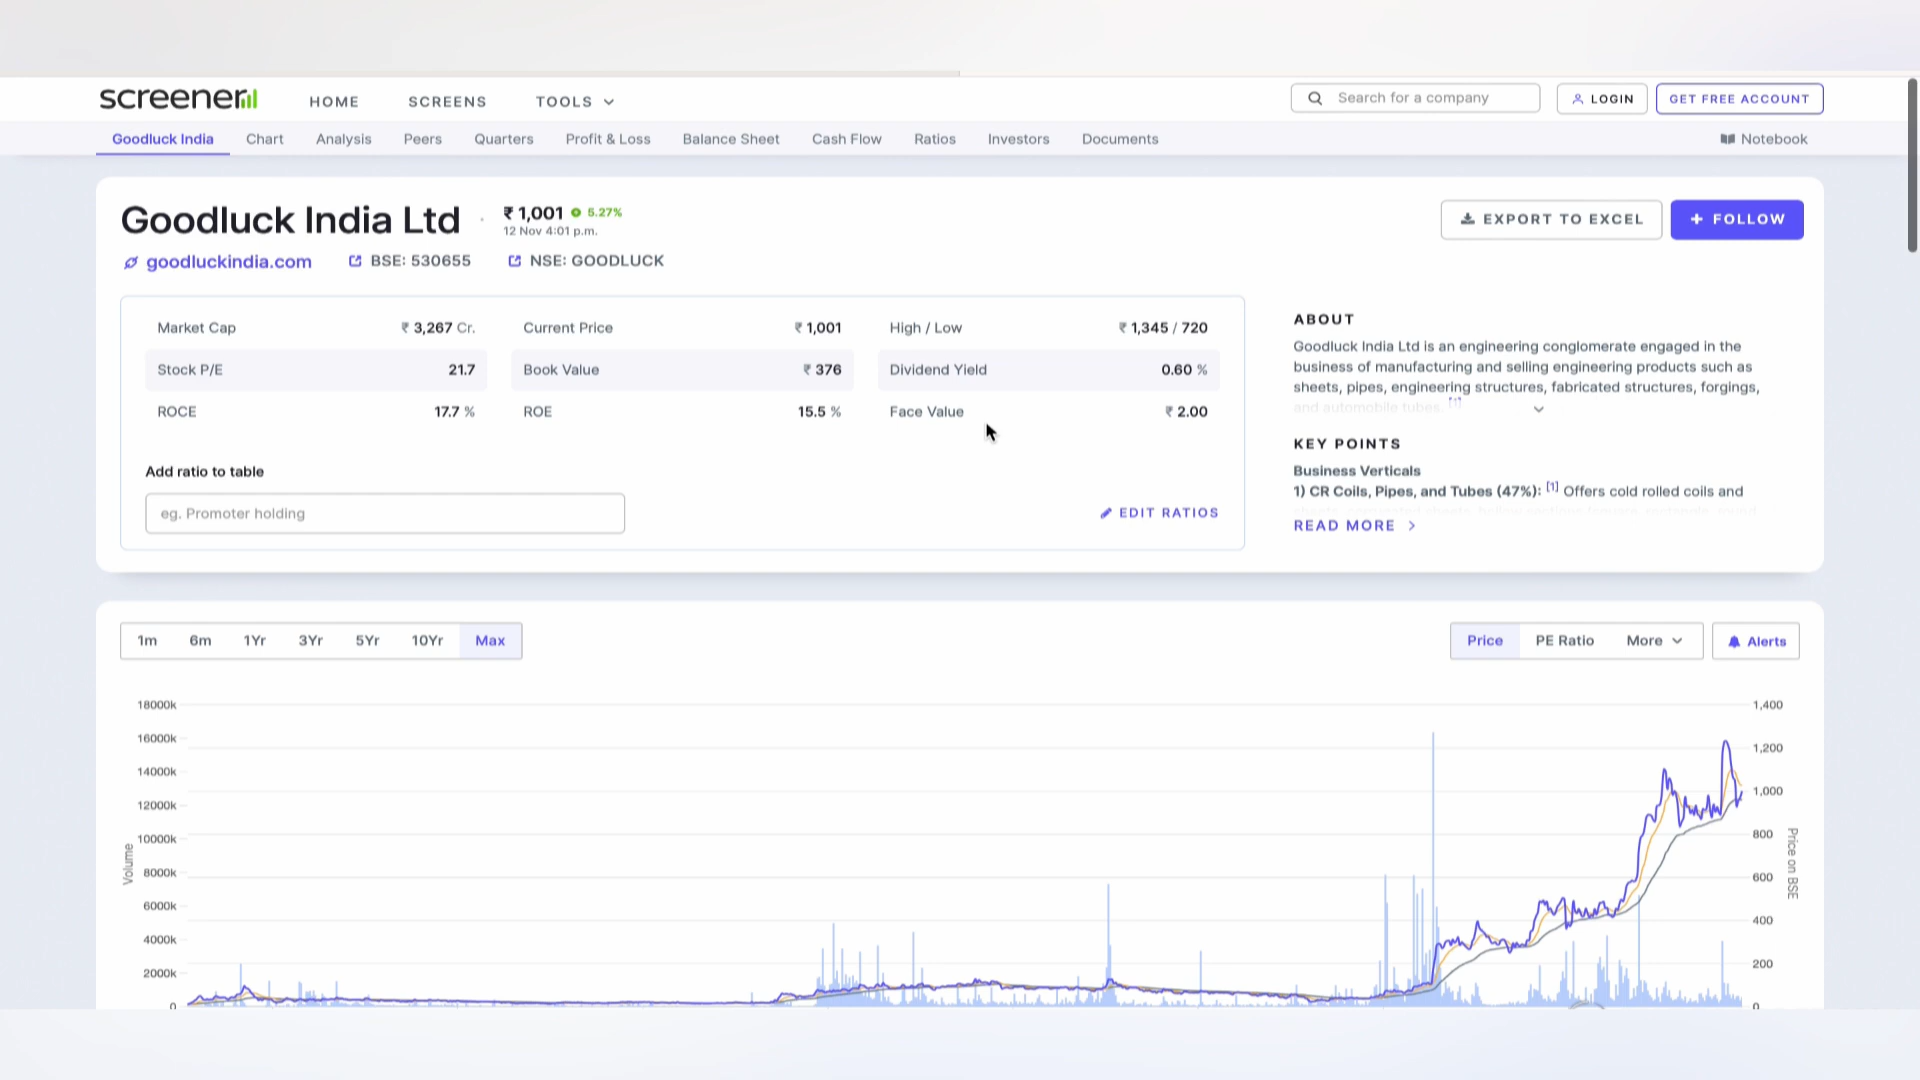 screener
HOME
SCREENS
TOOLS
Search for a company
LOGIN
GET FREE ACCOUNT
Goodluck India
Chart
Analysis
Peers
Quarters
Profit & Loss
Balance Sheet
Cash Flow
Ratios
Investors
Documents
Notebook
Goodluck India Ltd
₹ 1,001 5.27%
12 Nov 4:01 p.m.
EXPORT TO EXCEL
FOLLOW
goodluckindia.com
BSE: 530655
NSE: GOODLUCK
Market Cap ₹ 3,267 Cr.
Current Price ₹ 1,001
High / Low ₹ 1,345 / 720
Stock P/E 21.7
Book Value ₹ 376
Dividend Yield 0.60 %
ROCE 17.7 %
ROE 15.5 %
Face Value ₹ 2.00
Add ratio to table
eg. Promoter holding
EDIT RATIOS
ABOUT
Goodluck India Ltd is an engineering conglomerate engaged in the
business of manufacturing and selling engineering products such as
sheets, pipes, engineering structures, fabricated structures, forgings,
and automobile tubes. [1]
KEY POINTS
Business Verticals
1) CR Coils, Pipes, and Tubes (47%): [1] Offers cold rolled coils and
READ MORE
1m
6m
1Yr
3Yr
5Yr
10Yr
Max
Price
PE Ratio
More
Alerts
18000k
16000k
14000k
12000k
10000k
8000k
6000k
4000k
2000k
0
Volume
1,400
1,200
1,000
800
600
400
200
0
Price on BSE